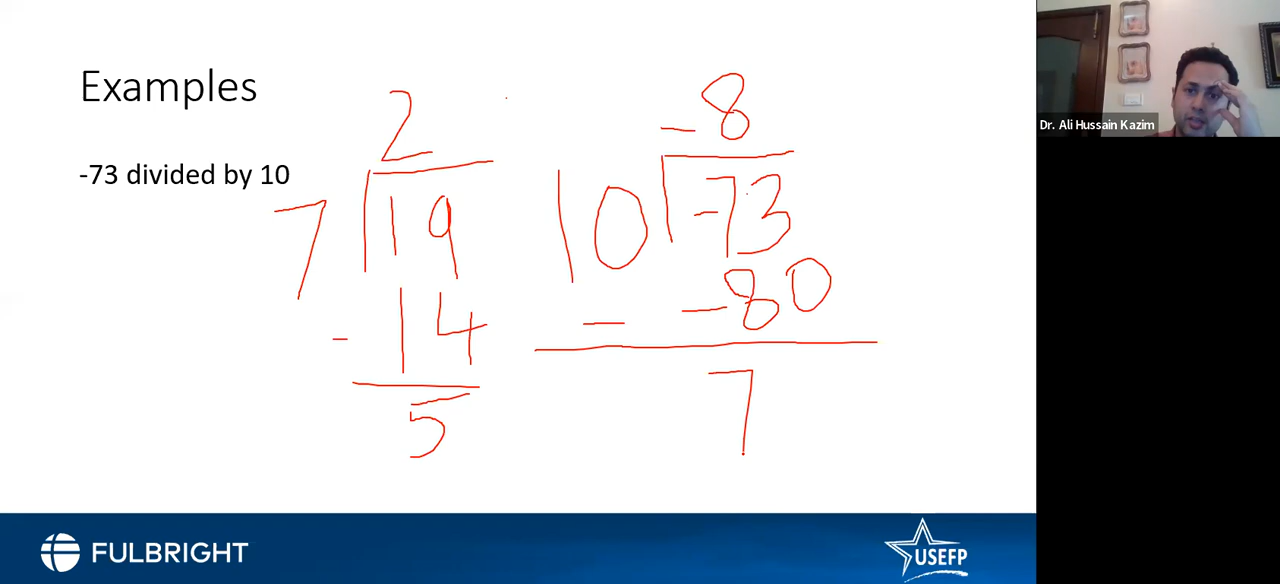 Examples
-73 divided by 10
2
7 19
- 14
5
-8
10 -73
- -80
7
Dr. Ali Hussain Kazim
FULBRIGHT
USEFP